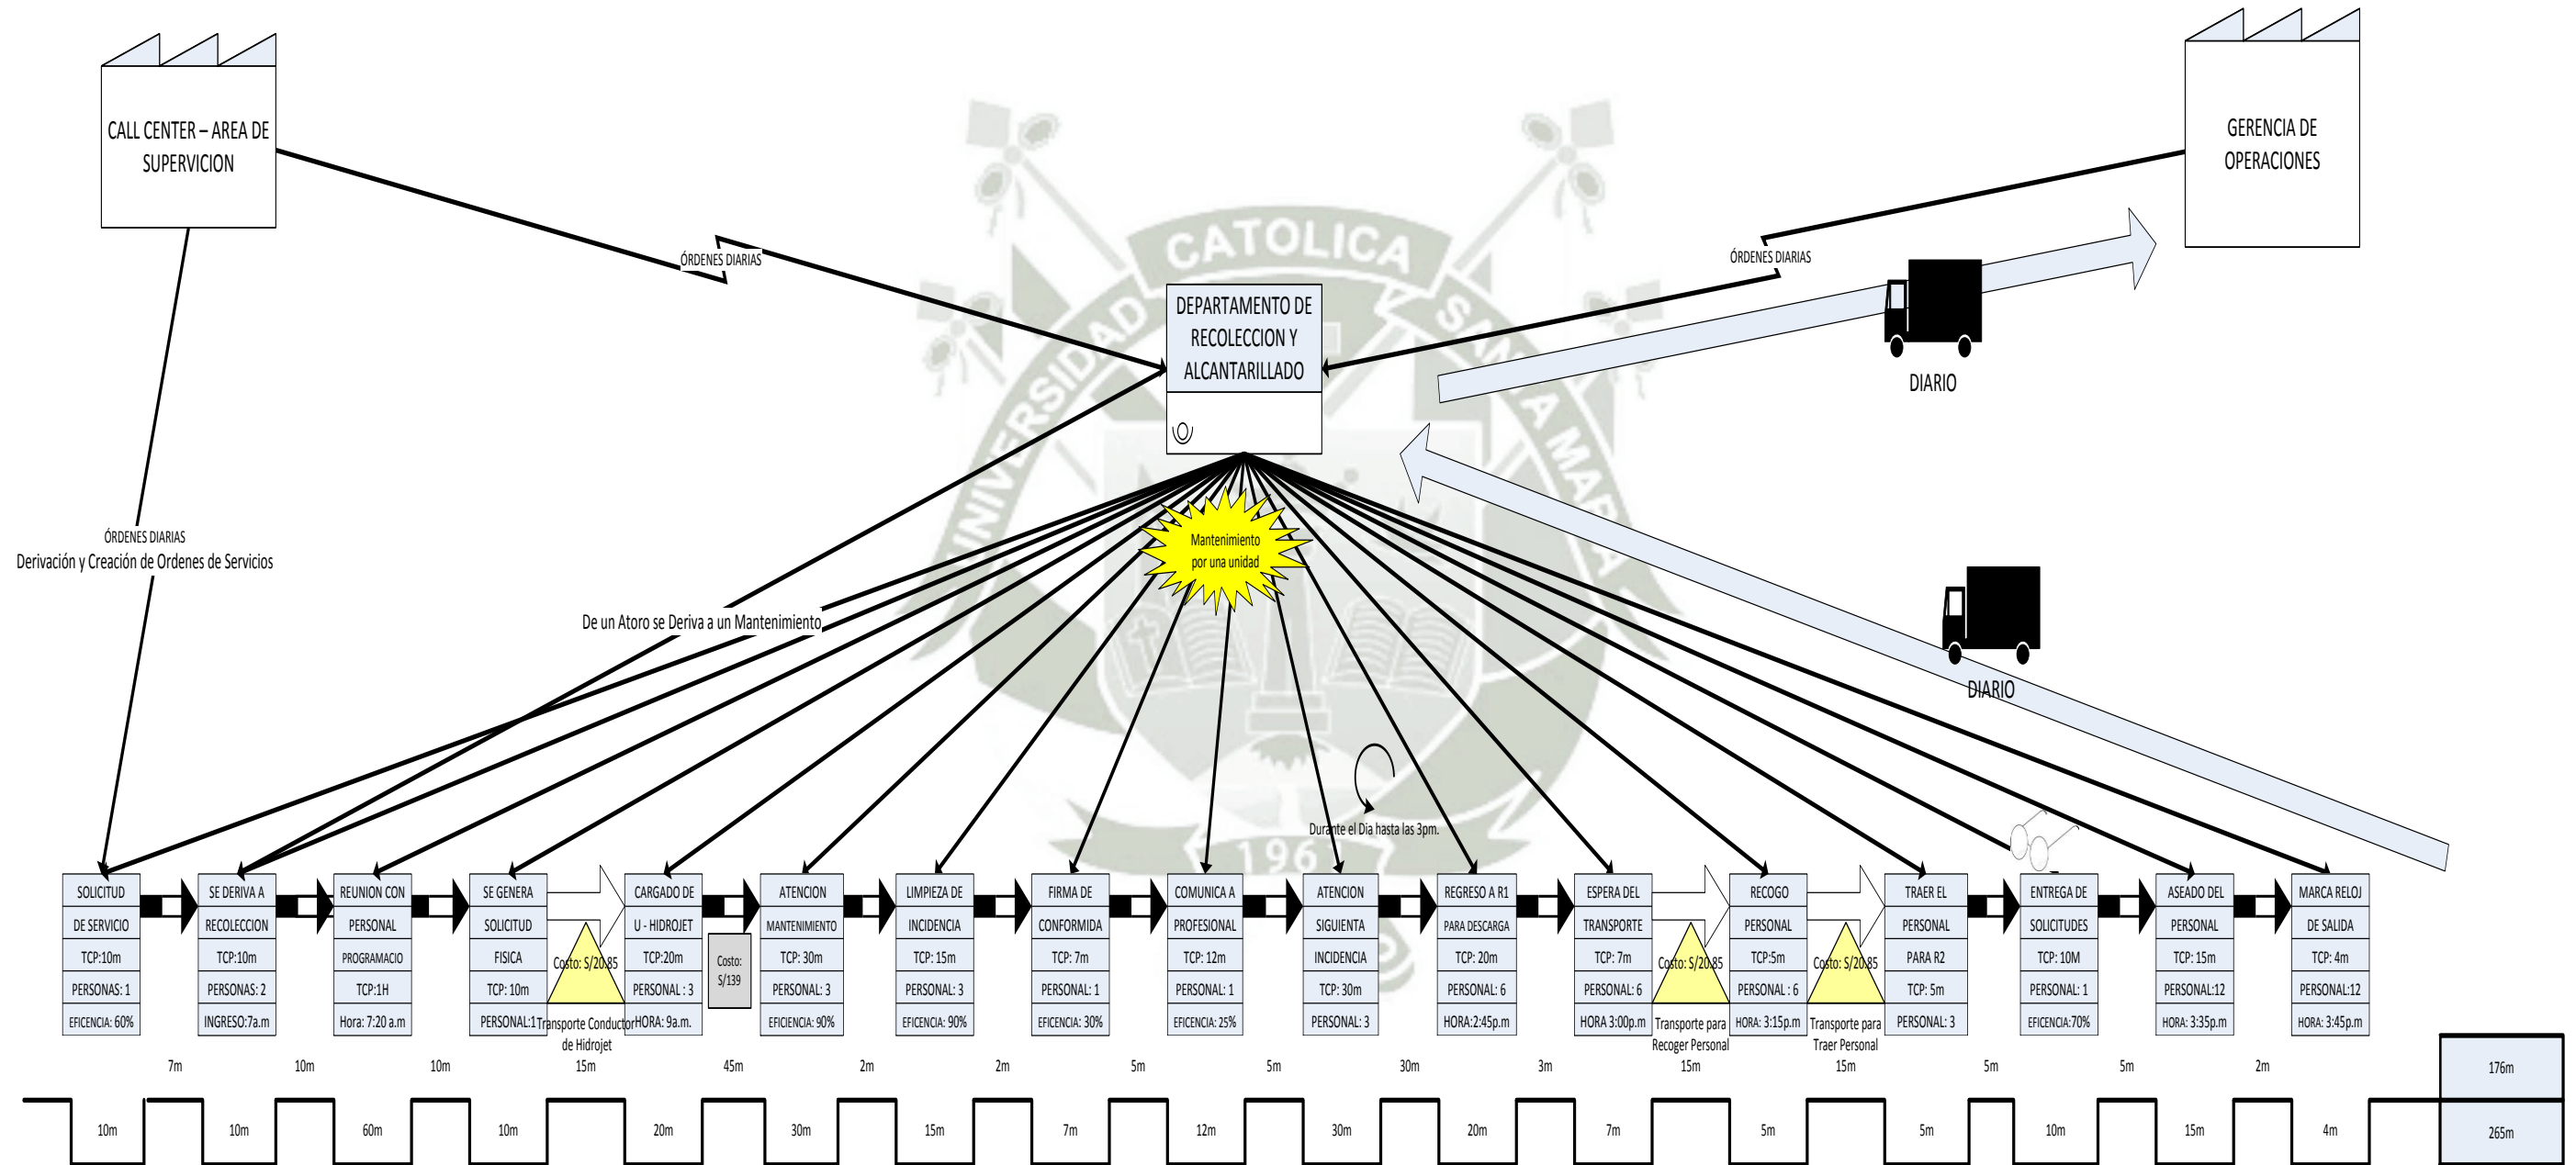 CALL CENTER – AREA DE
SUPERVICION
GERENCIA DE
OPERACIONES
ÓRDENES DIARIAS
ÓRDENES DIARIAS
UNIVERSIDAD CATOLICA SANTA MARIA
DEPARTAMENTO DE
RECOLECCION Y
ALCANTARILLADO
DIARIO
Mantenimiento
por una unidad
ÓRDENES DIARIAS
Derivación y Creación de Ordenes de Servicios
De un Atoro se Deriva a un Mantenimiento
DIARIO
Durante el Dia hasta las 3pm.
1961
SOLICITUD
DE SERVICIO
TCP:10m
PERSONAS: 1
EFICENCIA: 60%
SE DERIVA A
RECOLECCION
TCP:10m
PERSONAS: 2
INGRESO:7a.m
REUNION CON
PERSONAL
PROGRAMACIO
TCP:1H
Hora: 7:20 a.m
SE GENERA
SOLICITUD
FISICA
TCP: 10m
PERSONAL:1
Costo: S/20.85
Transporte Conductor
de Hidrojet
CARGADO DE
U - HIDROJET
TCP:20m
PERSONAL : 3
HORA: 9a.m.
Costo:
S/139
ATENCION
MANTENIMIENTO
TCP: 30m
PERSONAL: 3
EFICIENCIA: 90%
LIMPIEZA DE
INCIDENCIA
TCP: 15m
PERSONAL: 3
EFICENCIA: 90%
FIRMA DE
CONFORMIDA
TCP: 7m
PERSONAL: 1
EFICENCIA: 30%
COMUNICA A
PROFESIONAL
TCP: 12m
PERSONAL: 1
EFICENCIA: 25%
ATENCION
SIGUIENTA
INCIDENCIA
TCP: 30m
PERSONAL: 3
REGRESO A R1
PARA DESCARGA
TCP: 20m
PERSONAL: 6
HORA:2:45p.m
ESPERA DEL
TRANSPORTE
TCP: 7m
PERSONAL: 6
HORA 3:00p.m
Costo: S/20.85
Transporte para
Recoger Personal
RECOGO
PERSONAL
TCP:5m
PERSONAL : 6
HORA: 3:15p.m
Costo: S/20.85
Transporte para
Traer Personal
TRAER EL
PERSONAL
PARA R2
TCP: 5m
PERSONAL: 3
ENTREGA DE
SOLICITUDES
TCP: 10M
PERSONAL: 1
EFICENCIA:70%
ASEADO DEL
PERSONAL
TCP: 15m
PERSONAL:12
HORA: 3:35p.m
MARCA RELOJ
DE SALIDA
TCP: 4m
PERSONAL:12
HORA: 3:45p.m
7m 10m 10m 15m 45m 2m 2m 5m 5m 30m 3m 15m 15m 5m 5m 2m 176m
10m 10m 60m 10m 20m 30m 15m 7m 12m 30m 20m 7m 5m 5m 10m 15m 4m 265m